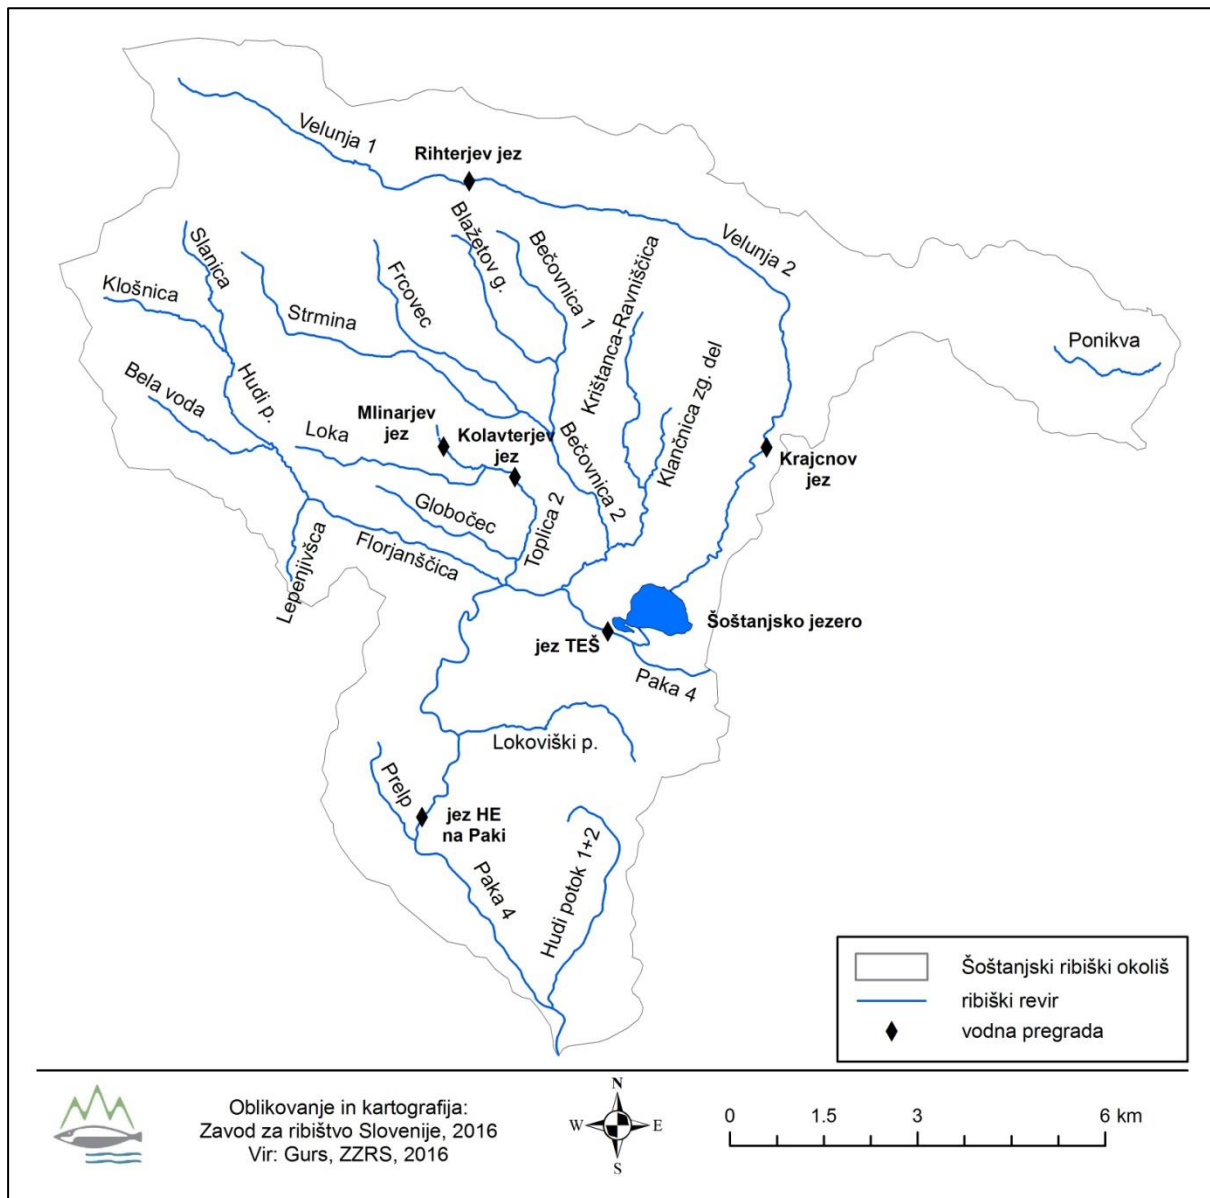 Velunja 1
Rihterjev jez
Velunja 2
Slanica
Klošnica
Strmina
Frcovec
Blažetov g.
Bečovnica 1
Krištanca-Ravniščica
Klančnica zg. del
Ponikva
Bela voda
Hudi p.
Mlinarjev
jez
Loka
Kolavterjev
jez
Bečovnica 2
Krajcnov
jez
Globočec
Toplica 2
Florjanščica
Lepenjivšca
Šoštanjsko jezero
jez TEŠ
Paka 4
Lokoviški p.
Prelp
jez HE
na Paki
Paka 4
Hudi potok 1+2
Šoštanjski ribiški okoliš
ribiški revir
vodna pregrada
Oblikovanje in kartografija:
Zavod za ribištvo Slovenije, 2016
Vir: Gurs, ZZRS, 2016
N
W E
S
0 1.5 3 6 km